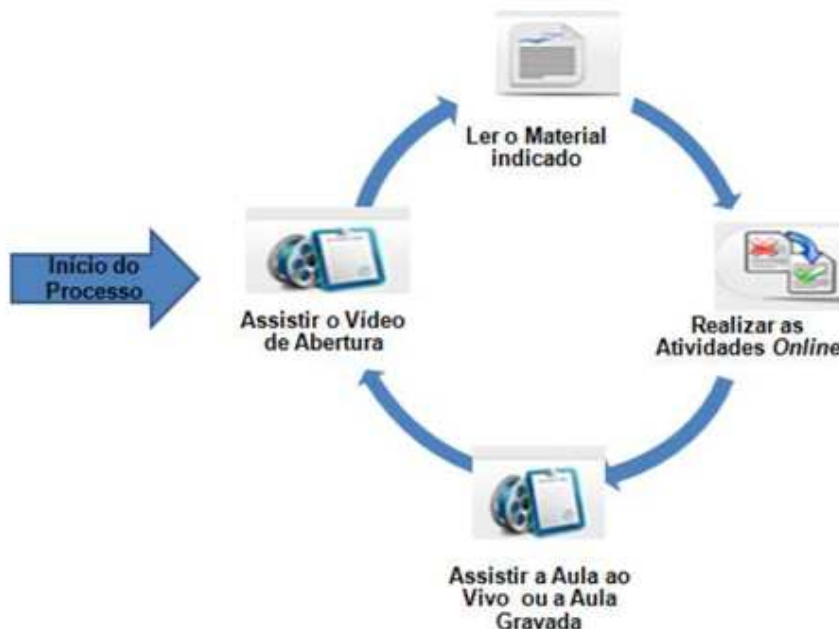 Ler o Material
indicado
Início do
Processo
Assistir o Vídeo
de Abertura
Realizar as
Atividades Online
Assistir a Aula ao
Vivo ou a Aula
Gravada